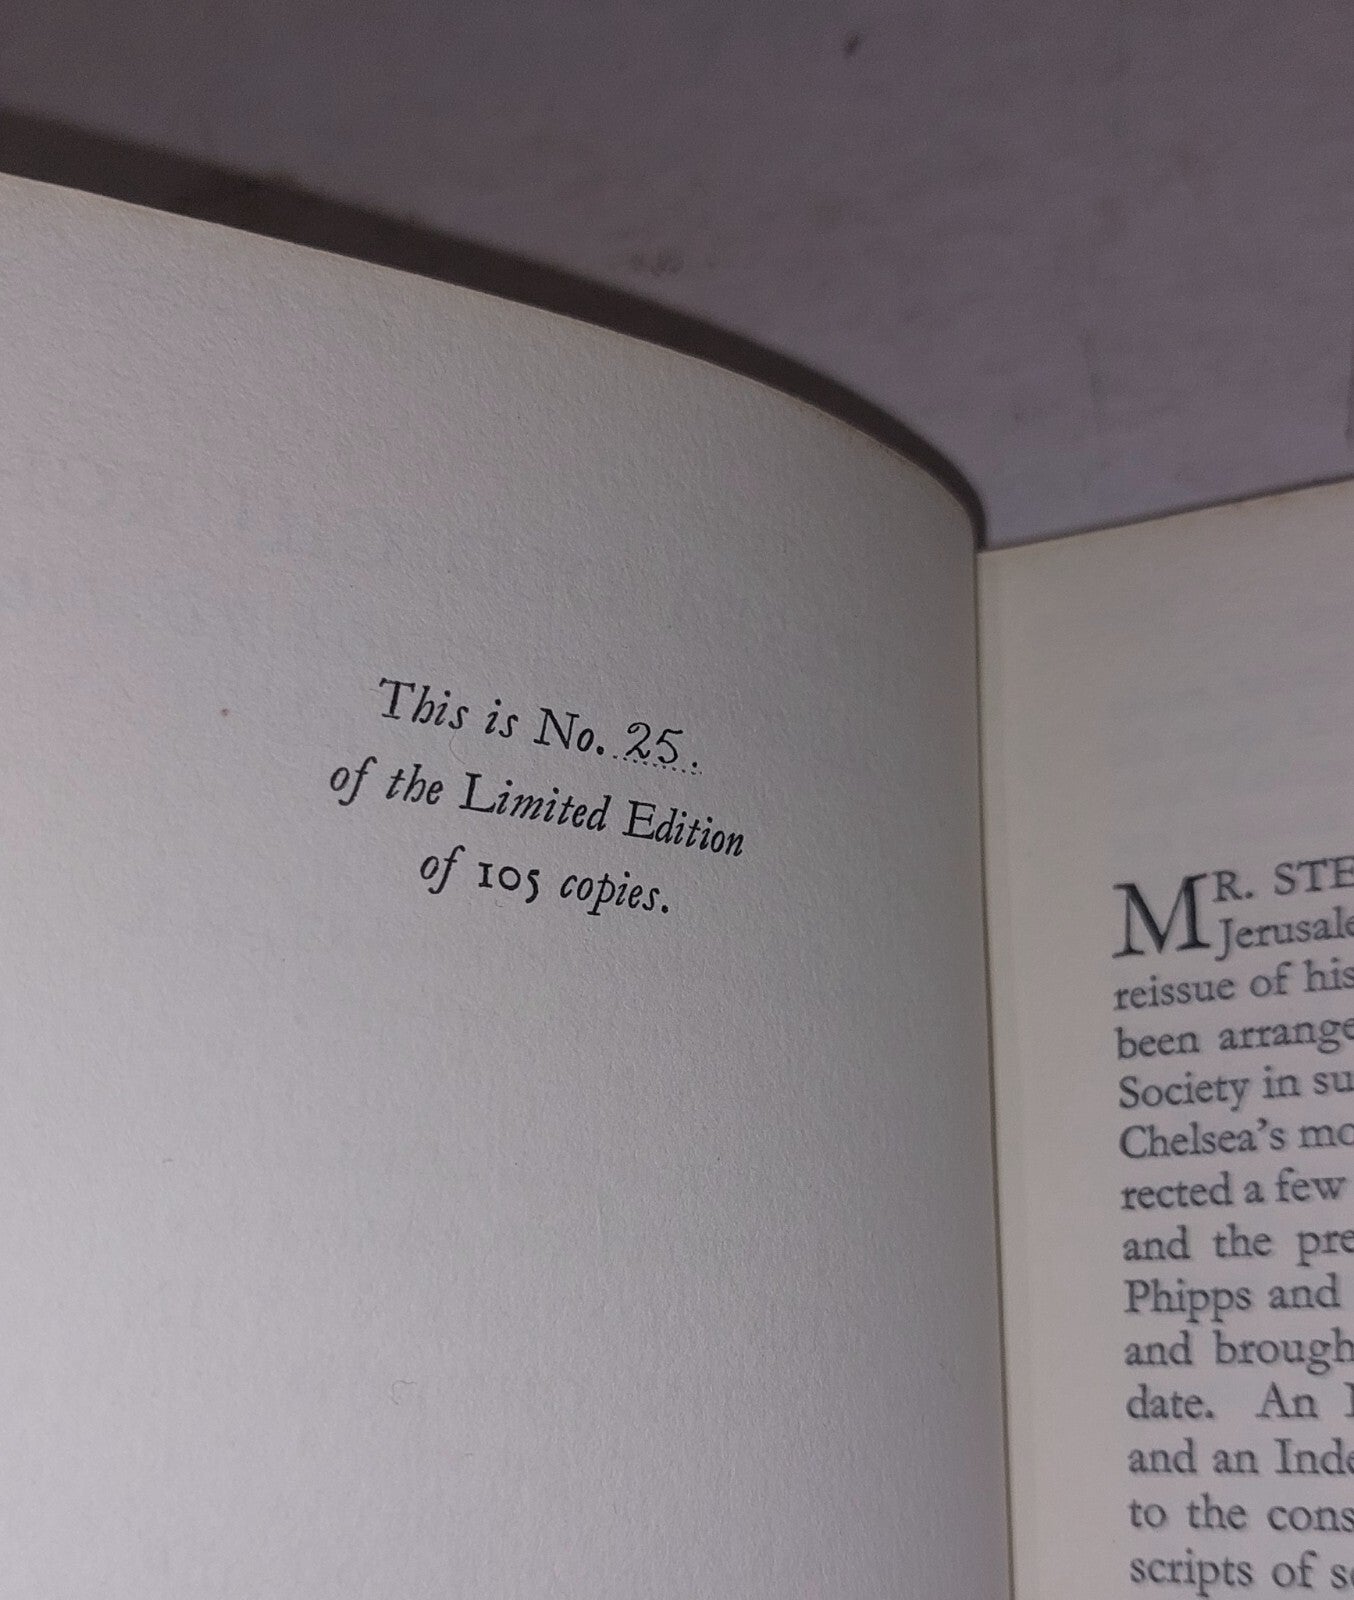 This is No. 25.
of the Limited Edition
of 105 copies.
MR. STE
Jerusale
reissue of his
been arrange
Society in su
Chelsea's mo
rected a few
and the pre
Phipps and
and brough
date. An
and an Inde
to the cons
scripts of s